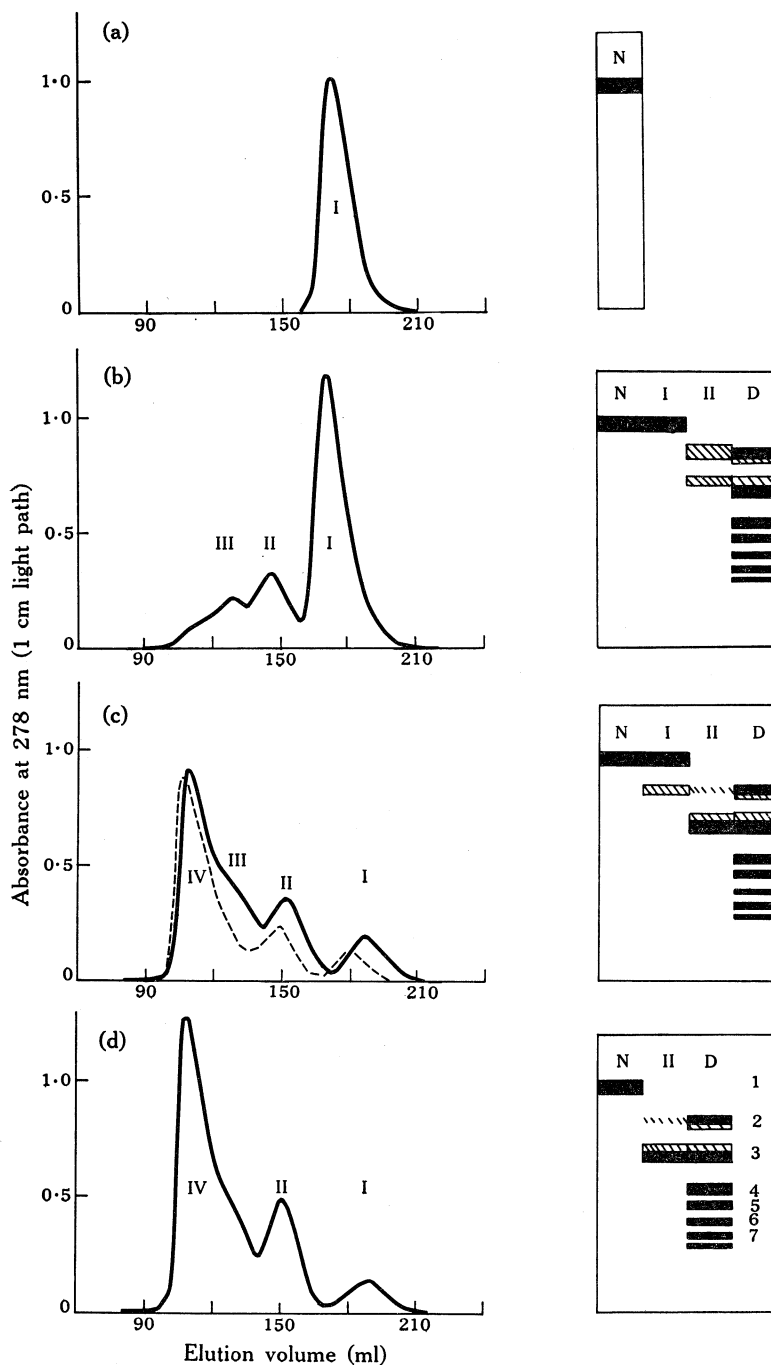 (a)
N
1·0
0·5
I
0
90 150 210
(b)
N I II D
1·0
0·5
III II I
0
90 150 210
(c)
N I II D
1·0
0·5
IV III II I
0
90 150 210
(d)
N II D
1·0
0·5
IV II I
0
90 150 210
1
2
3
4
5
6
7
Absorbance at 278 nm (1 cm light path)
Elution volume (ml)